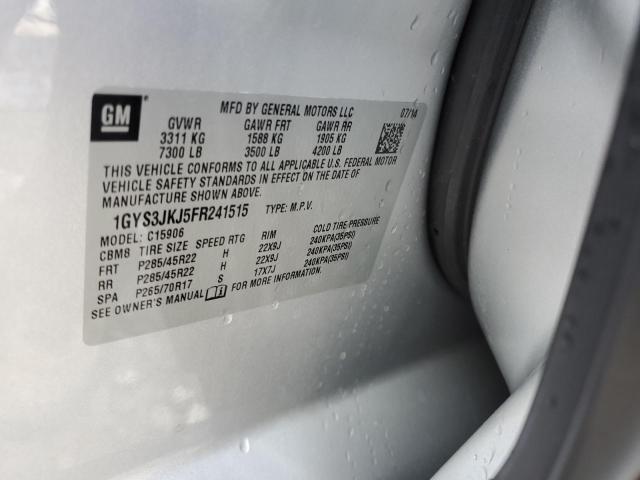 GM
MFD BY GENERAL MOTORS LLC 07/14
GVWR GAWR FRT GAWR RR
3311 KG 1588 KG 1905 KG
7300 LB 3500 LB 4200 LB
THIS VEHICLE CONFORMS TO ALL APPLICABLE U.S. FEDERAL MOTOR
VEHICLE SAFETY STANDARDS IN EFFECT ON THE DATE OF
MANUFACTURE SHOWN ABOVE.
1GYS3JKJ5FR241515 TYPE: M.P.V.
MODEL: C15906
CBM8 TIRE SIZE SPEED RTG RIM COLD TIRE PRESSURE
FRT P285/45R22 H 22X9J 240KPA(35PSI)
RR P285/45R22 H 22X9J 240KPA(35PSI)
SPA P265/70R17 S 17X7J 240KPA(35PSI)
SEE OWNER'S MANUAL i FOR MORE INFORMATION.